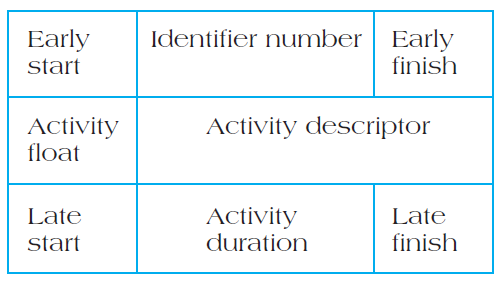 Early start
Identifier number
Early finish
Activity float
Activity descriptor
Late start
Activity duration
Late finish